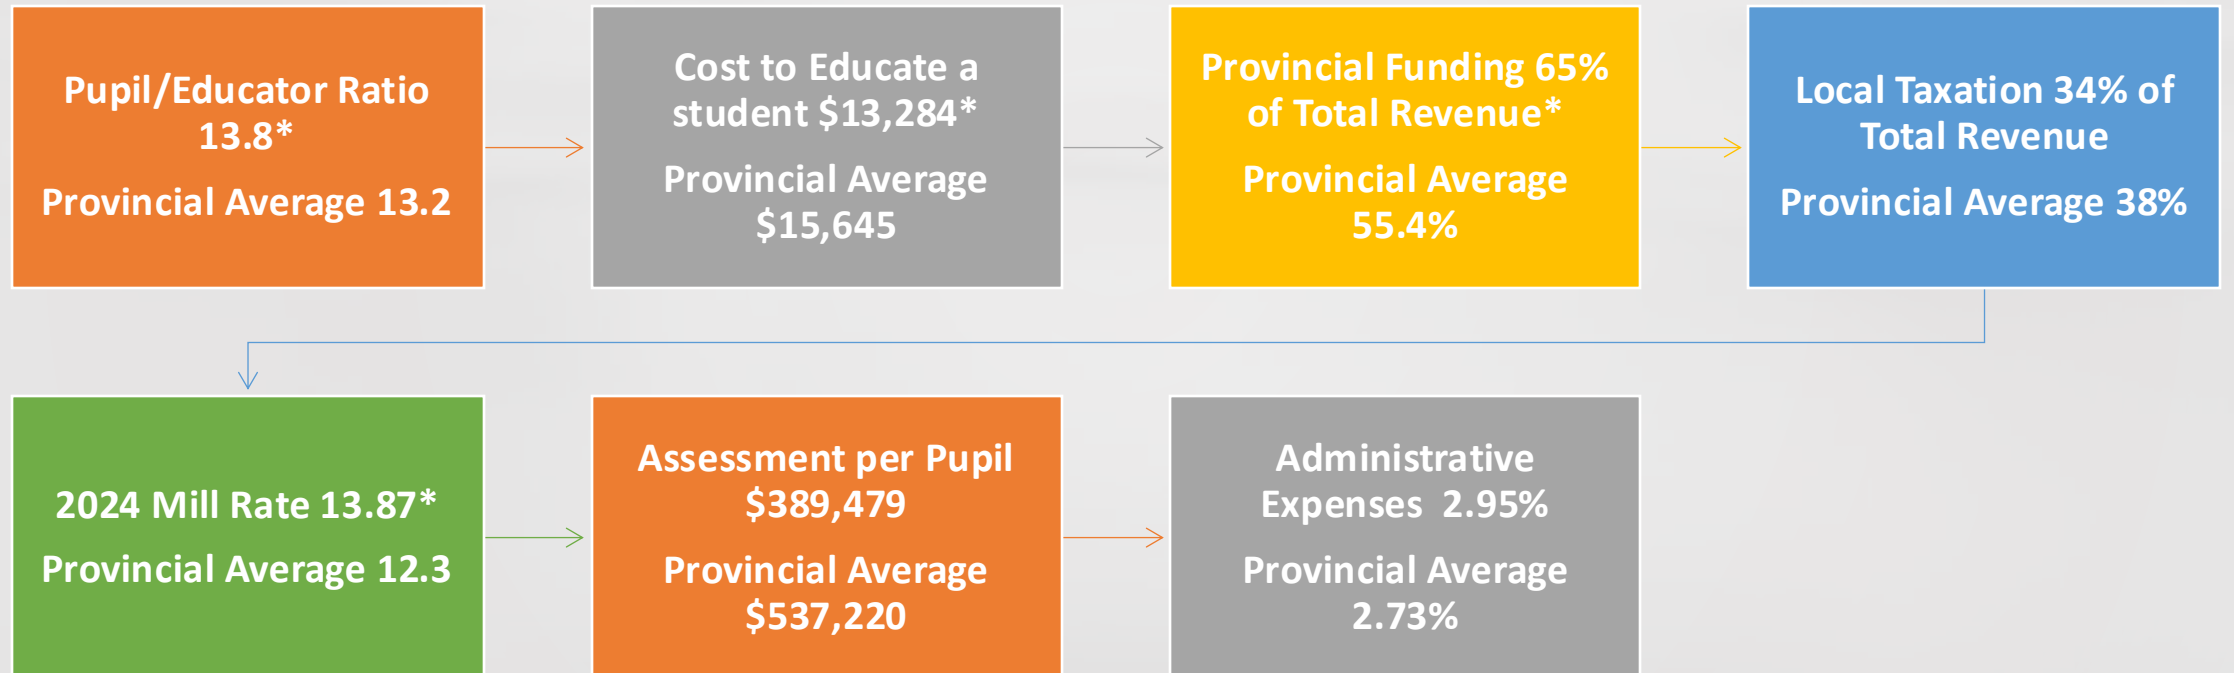 Pupil/Educator Ratio
13.8*
Provincial Average 13.2
Cost to Educate a
student $13,284*
Provincial Average
$15,645
Provincial Funding 65%
of Total Revenue*
Provincial Average
55.4%
Local Taxation 34% of
Total Revenue
Provincial Average 38%
2024 Mill Rate 13.87*
Provincial Average 12.3
Assessment per Pupil
$389,479
Provincial Average
$537,220
Administrative
Expenses  2.95%
Provincial Average
2.73%